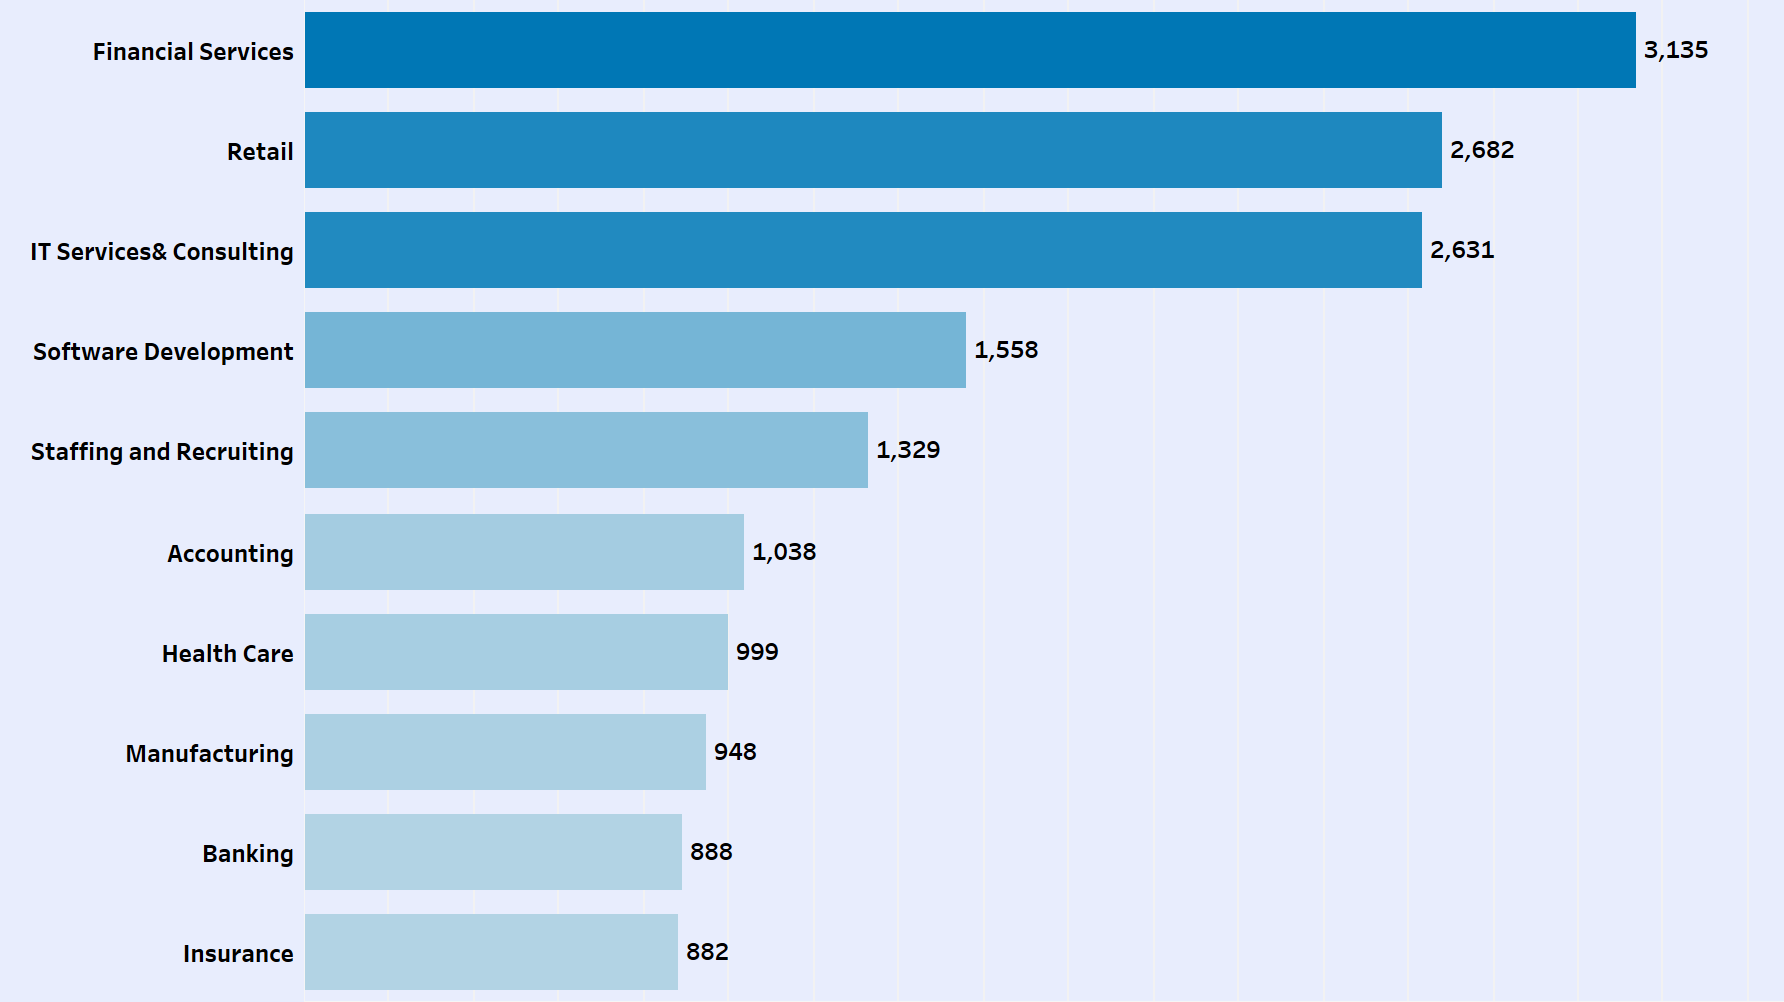 Financial Services 3,135
Retail 2,682
IT Services& Consulting 2,631
Software Development 1,558
Staffing and Recruiting 1,329
Accounting 1,038
Health Care 999
Manufacturing 948
Banking 888
Insurance 882